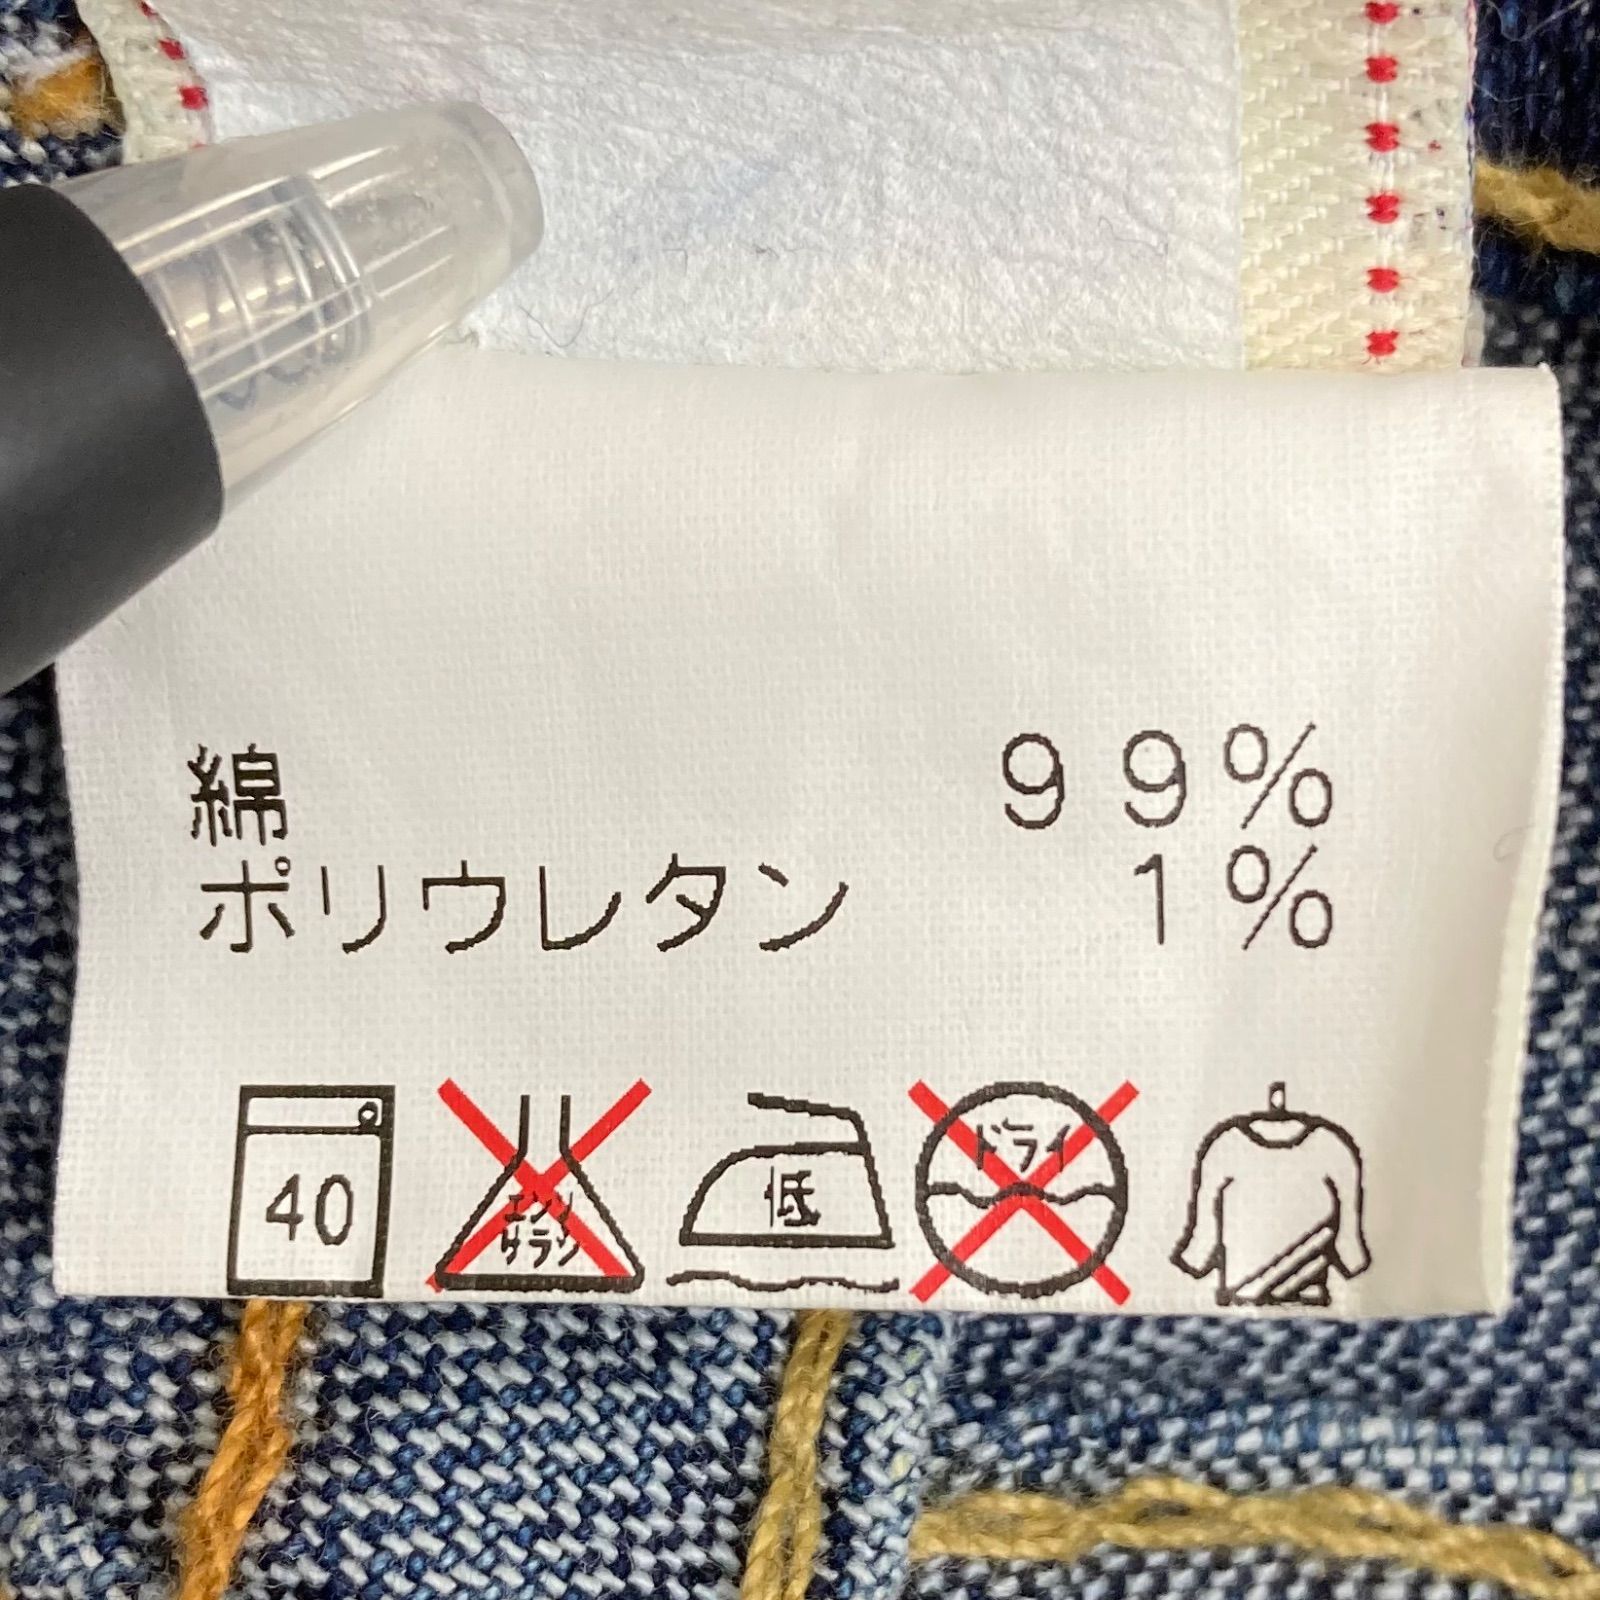 綿 99%
ポリウレタン 1%
40 エンソサラシ 低 ドライ